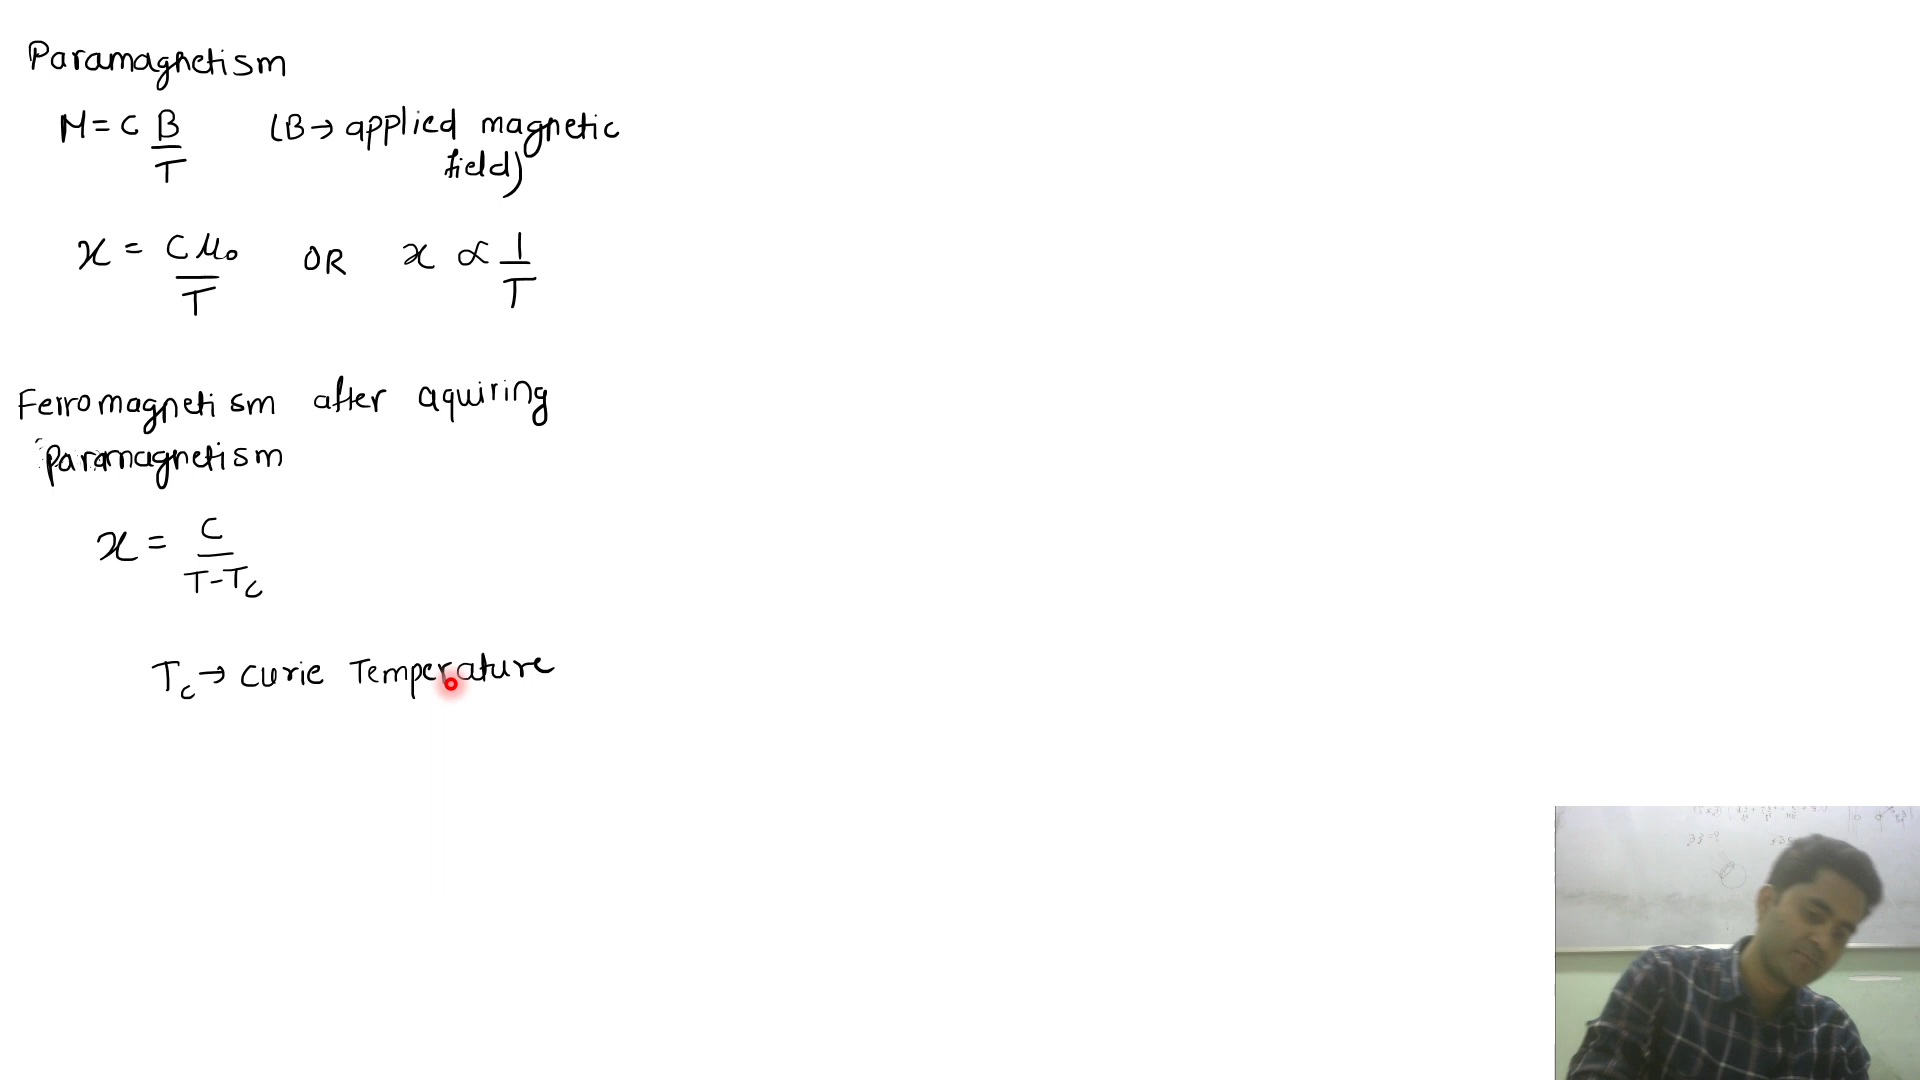 Paramagnetism
M = C B/T (B → applied magnetic
field)
χ = Cμ₀/T OR χ ∝ 1/T
Ferromagnetism after aquiring
paramagnetism
χ = C/T-Tc
Tc → Curie Temperature